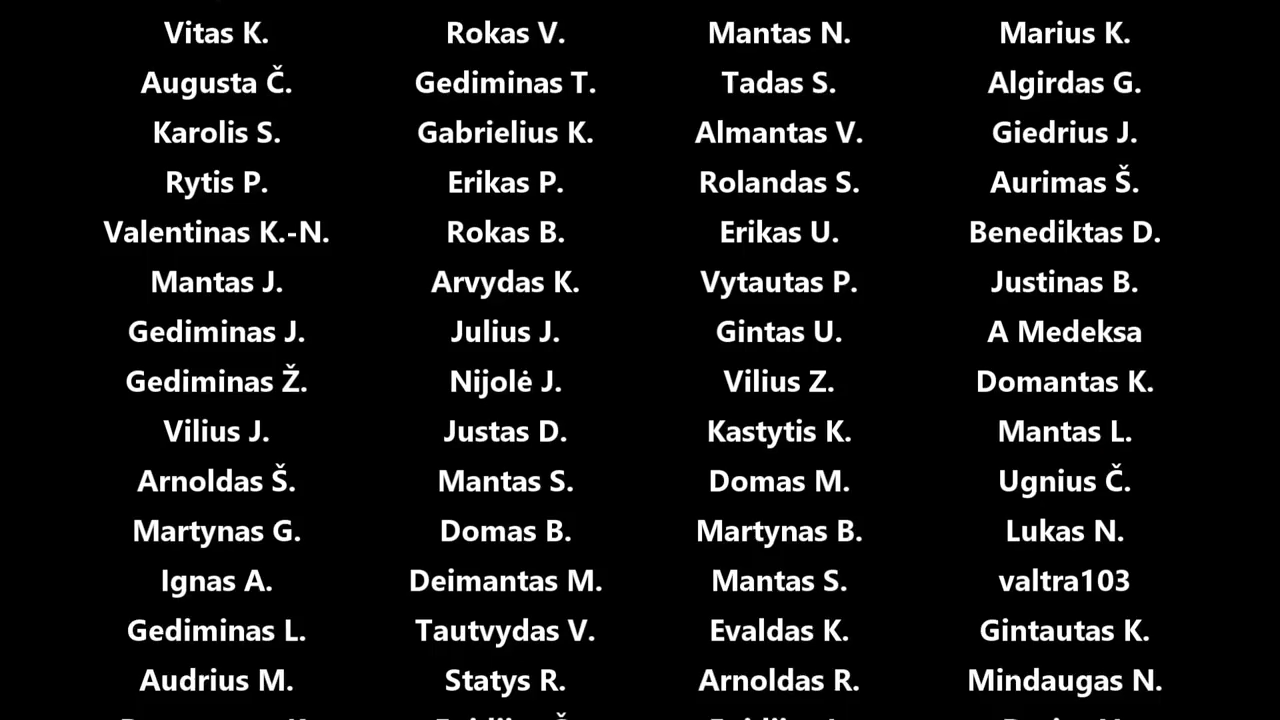 Vitas K. Rokas V. Mantas N. Marius K.
Augusta Č. Gediminas T. Tadas S. Algirdas G.
Karolis S. Gabrielius K. Almantas V. Giedrius J.
Rytis P. Erikas P. Rolandas S. Aurimas Š.
Valentinas K.-N. Rokas B. Erikas U. Benediktas D.
Mantas J. Arvydas K. Vytautas P. Justinas B.
Gediminas J. Julius J. Gintas U. A Medeksa
Gediminas Ž. Nijolė J. Vilius Z. Domantas K.
Vilius J. Justas D. Kastytis K. Mantas L.
Arnoldas Š. Mantas S. Domas M. Ugnius Č.
Martynas G. Domas B. Martynas B. Lukas N.
Ignas A. Deimantas M. Mantas S. valtra103
Gediminas L. Tautvydas V. Evaldas K. Gintautas K.
Audrius M. Statys R. Arnoldas R. Mindaugas N.